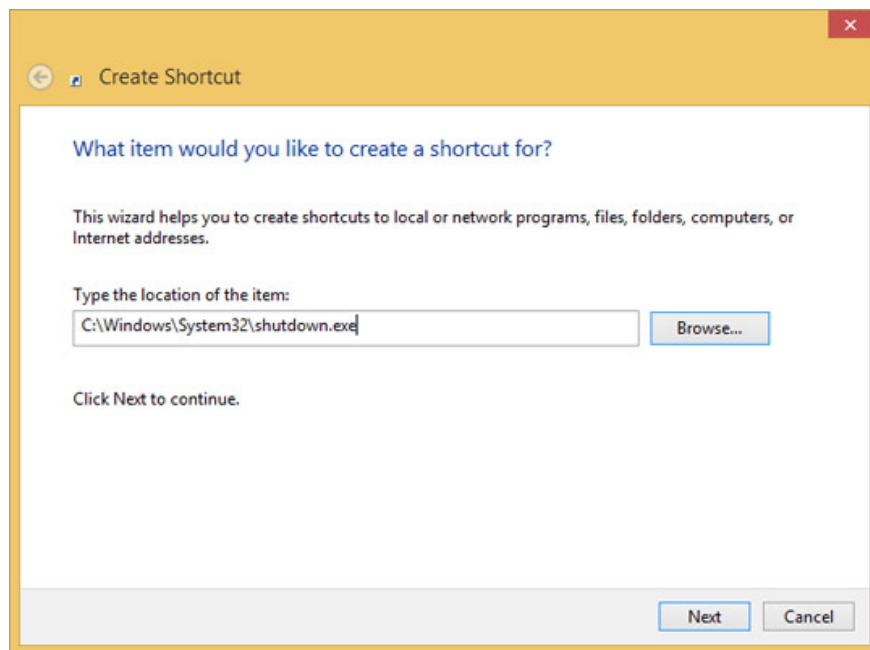 Create Shortcut
What item would you like to create a shortcut for?
This wizard helps you to create shortcuts to local or network programs, files, folders, computers, or
Internet addresses.
Type the location of the item:
C:\Windows\System32\shutdown.exe
Browse...
Click Next to continue.
Next
Cancel